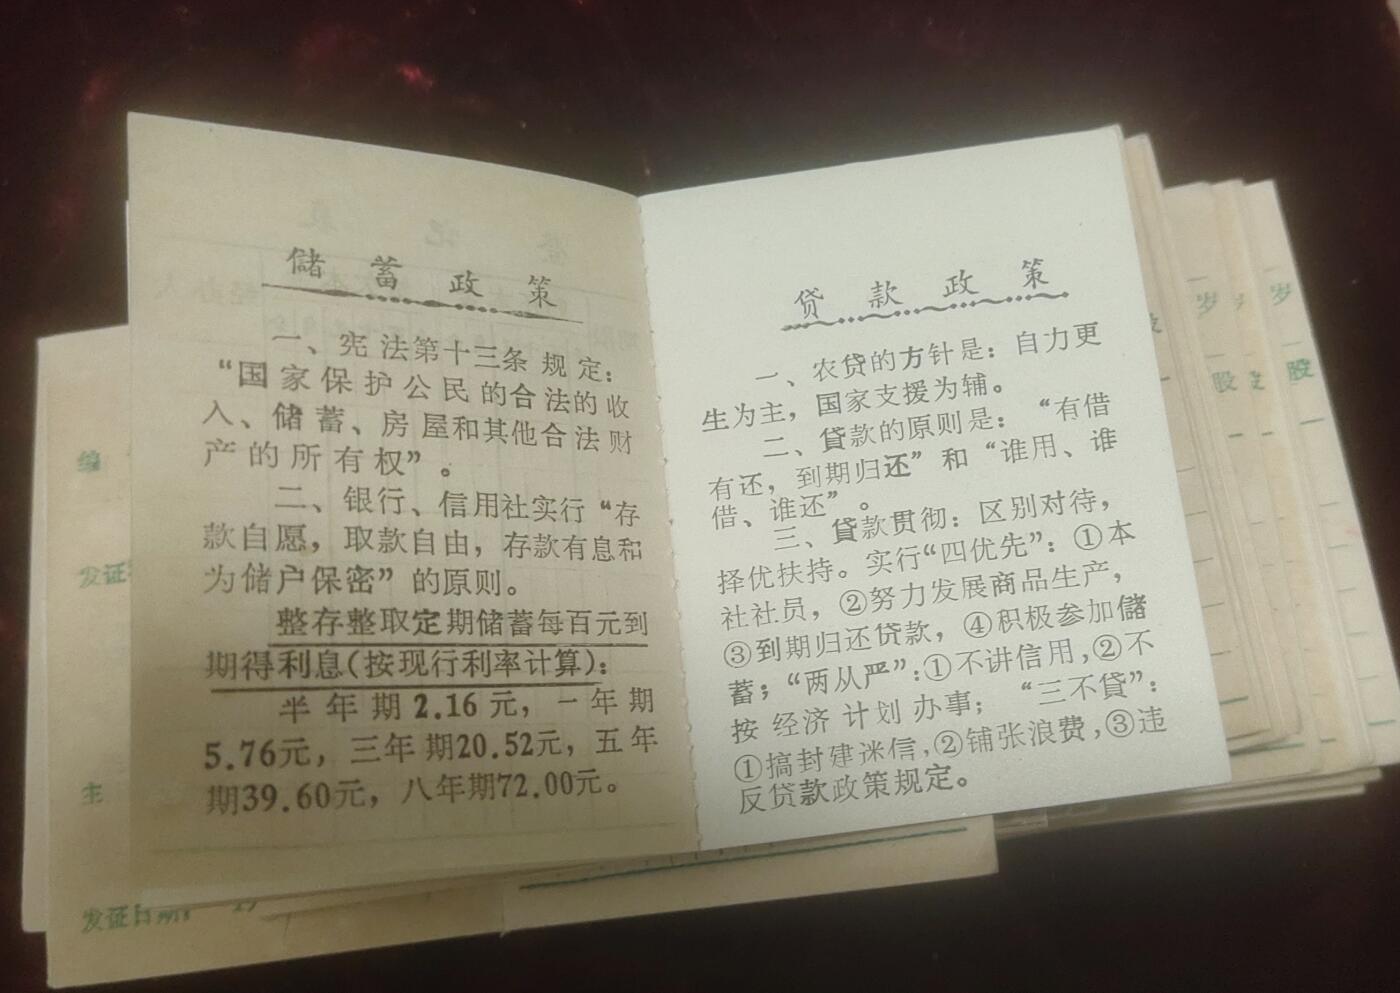 儲蓄政策
一、宪法第十三条规定：
“国家保护公民的合法的收
入、储蓄、房屋和其他合法财
产的所有权”。
二、银行、信用社实行“存
款自愿，取款自由，存款有息和
为储户保密”的原则。
整存整取定期储蓄每百元到
期得利息(按现行利率计算)：
半年期2.16元，一年期
5.76元，三年期20.52元，五年
期39.60元，八年期72.00元。
贷款政策
一、农贷的方针是：自力更
生为主，国家支援为辅。
二、貸款的原则是：“有借
有还，到期归还”和“谁用、谁
借、谁还”。
三、貸款贯彻：区别对待，
择优扶持。实行“四优先”：①本
社社员，②努力发展商品生产，
③到期归还贷款，④积极参加儲
蓄；“两从严”：①不讲信用，②不
按经济计划办事；“三不貸”：
①搞封建迷信，②铺张浪费，③违
反贷款政策规定。
编
发证
主
发证日期：19
岁
岁
股
股